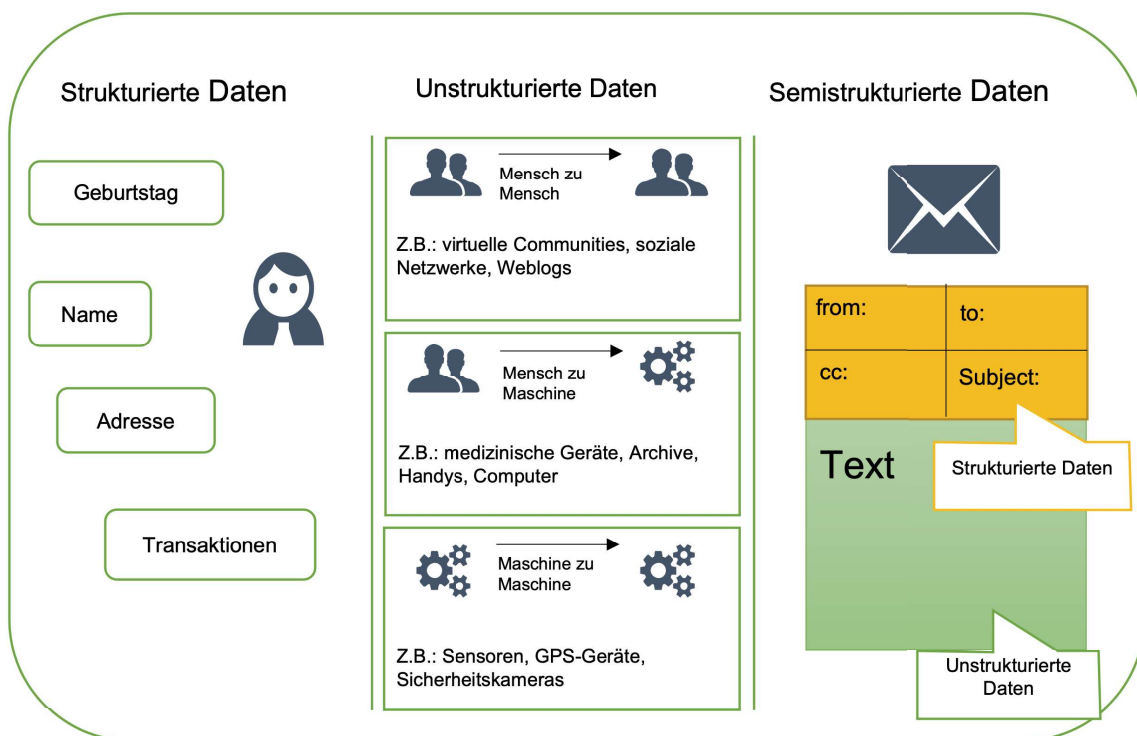 Strukturierte Daten
Geburtstag
Name
Adresse
Transaktionen
Unstrukturierte Daten
Mensch zu
Mensch
Z.B.: virtuelle Communities, soziale
Netzwerke, Weblogs
Mensch zu
Maschine
Z.B.: medizinische Geräte, Archive,
Handys, Computer
Maschine zu
Maschine
Z.B.: Sensoren, GPS-Geräte,
Sicherheitskameras
Semistrukturierte Daten
from:
to:
cc:
Subject:
Text
Strukturierte Daten
Unstrukturierte
Daten